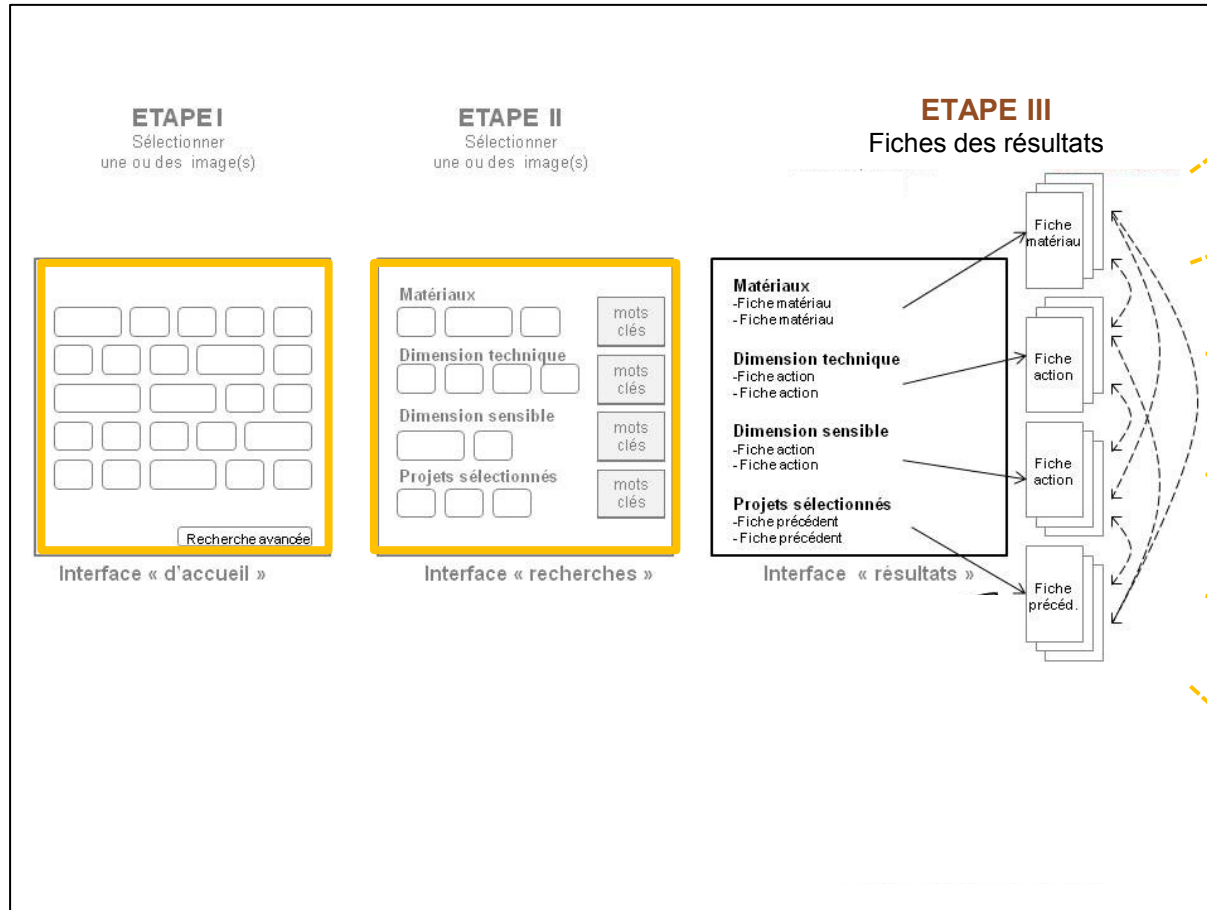 ETAPE I
Sélectionner
une ou des image(s)
Recherche avancée
Interface « d'accueil »
ETAPE II
Sélectionner
une ou des image(s)
Matériaux
mots
clés
Dimension technique
mots
clés
Dimension sensible
mots
clés
Projets sélectionnés
mots
clés
Interface « recherches »
ETAPE III
Fiches des résultats
Matériaux
-Fiche matériau
- Fiche matériau
Dimension technique
-Fiche action
-Fiche action
Dimension sensible
-Fiche action
-Fiche action
Projets sélectionnés
-Fiche précédent
- Fiche précédent
Interface « résultats »
Fiche
matériau
Fiche
action
Fiche
action
Fiche
précéd.